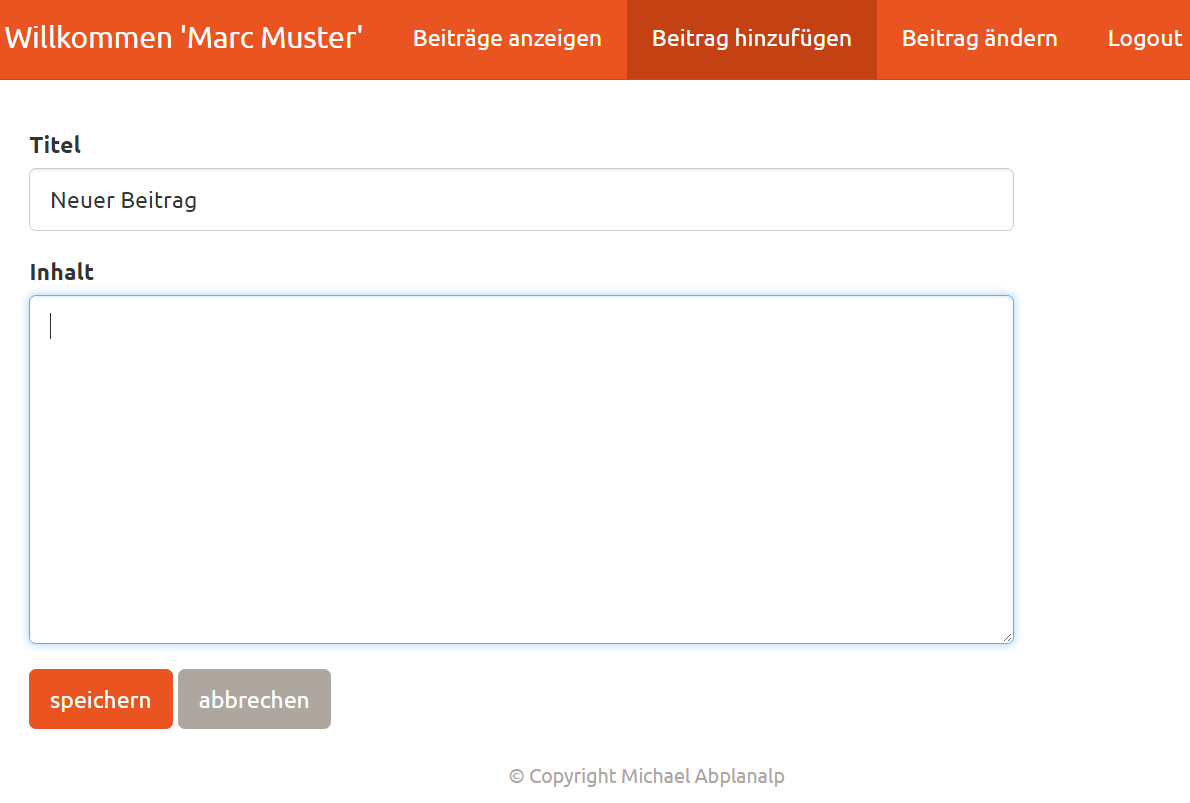 Willkommen 'Marc Muster' Beiträge anzeigen Beitrag hinzufügen Beitrag ändern Logout
Titel
Neuer Beitrag
Inhalt
speichern abbrechen
© Copyright Michael Abplanalp